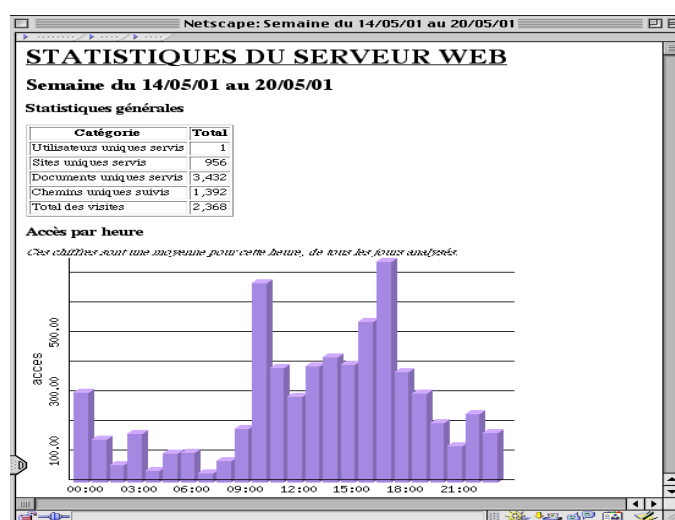 Netscape: Semaine du 14/05/01 au 20/05/01
STATISTIQUES DU SERVEUR WEB
Semaine du 14/05/01 au 20/05/01
Statistiques générales
Catégorie Total
Utilisateurs uniques servis 1
Sites uniques servis 956
Documents uniques servis 3,432
Chemins uniques suivis 1,392
Total des visites 2,368
Accès par heure
Ces chiffres sont une moyenne pour cette heure, de tous les jours analysés.
acces
500.00
300.00
100.00
00:00 03:00 06:00 09:00 12:00 15:00 18:00 21:00